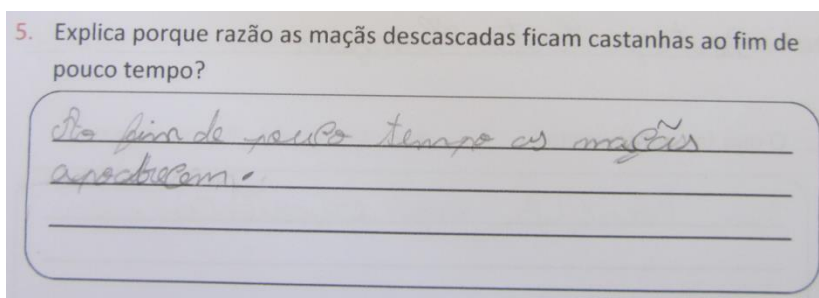 5. Explica porque razão as maçãs descascadas ficam castanhas ao fim de
pouco tempo?
Ao fim de pouco tempo as maçãs
apodrecem.